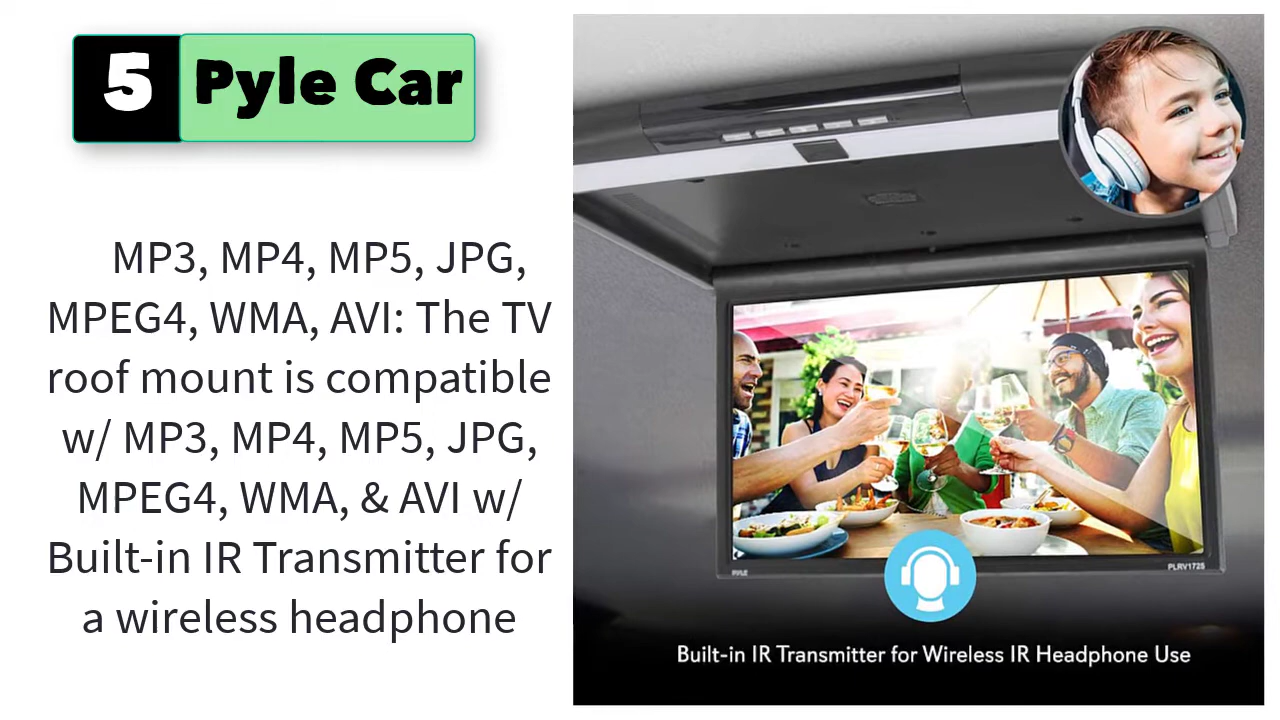 5 Pyle Car
MP3, MP4, MP5, JPG,
MPEG4, WMA, AVI: The TV
roof mount is compatible
w/ MP3, MP4, MP5, JPG,
MPEG4, WMA, & AVI w/
Built-in IR Transmitter for
a wireless headphone
PYLE
PLRV1725
Built-in IR Transmitter for Wireless IR Headphone Use